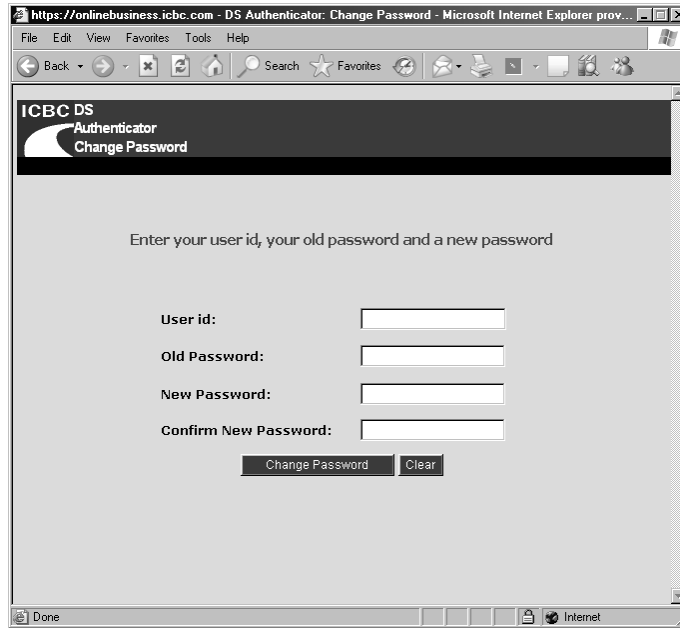 https://onlinebusiness.icbc.com - DS Authenticator: Change Password - Microsoft Internet Explorer prov...
File Edit View Favorites Tools Help
Back Search Favorites
ICBC DS
Authenticator
Change Password
Enter your user id, your old password and a new password
User id:
Old Password:
New Password:
Confirm New Password:
Change Password Clear
Done Internet